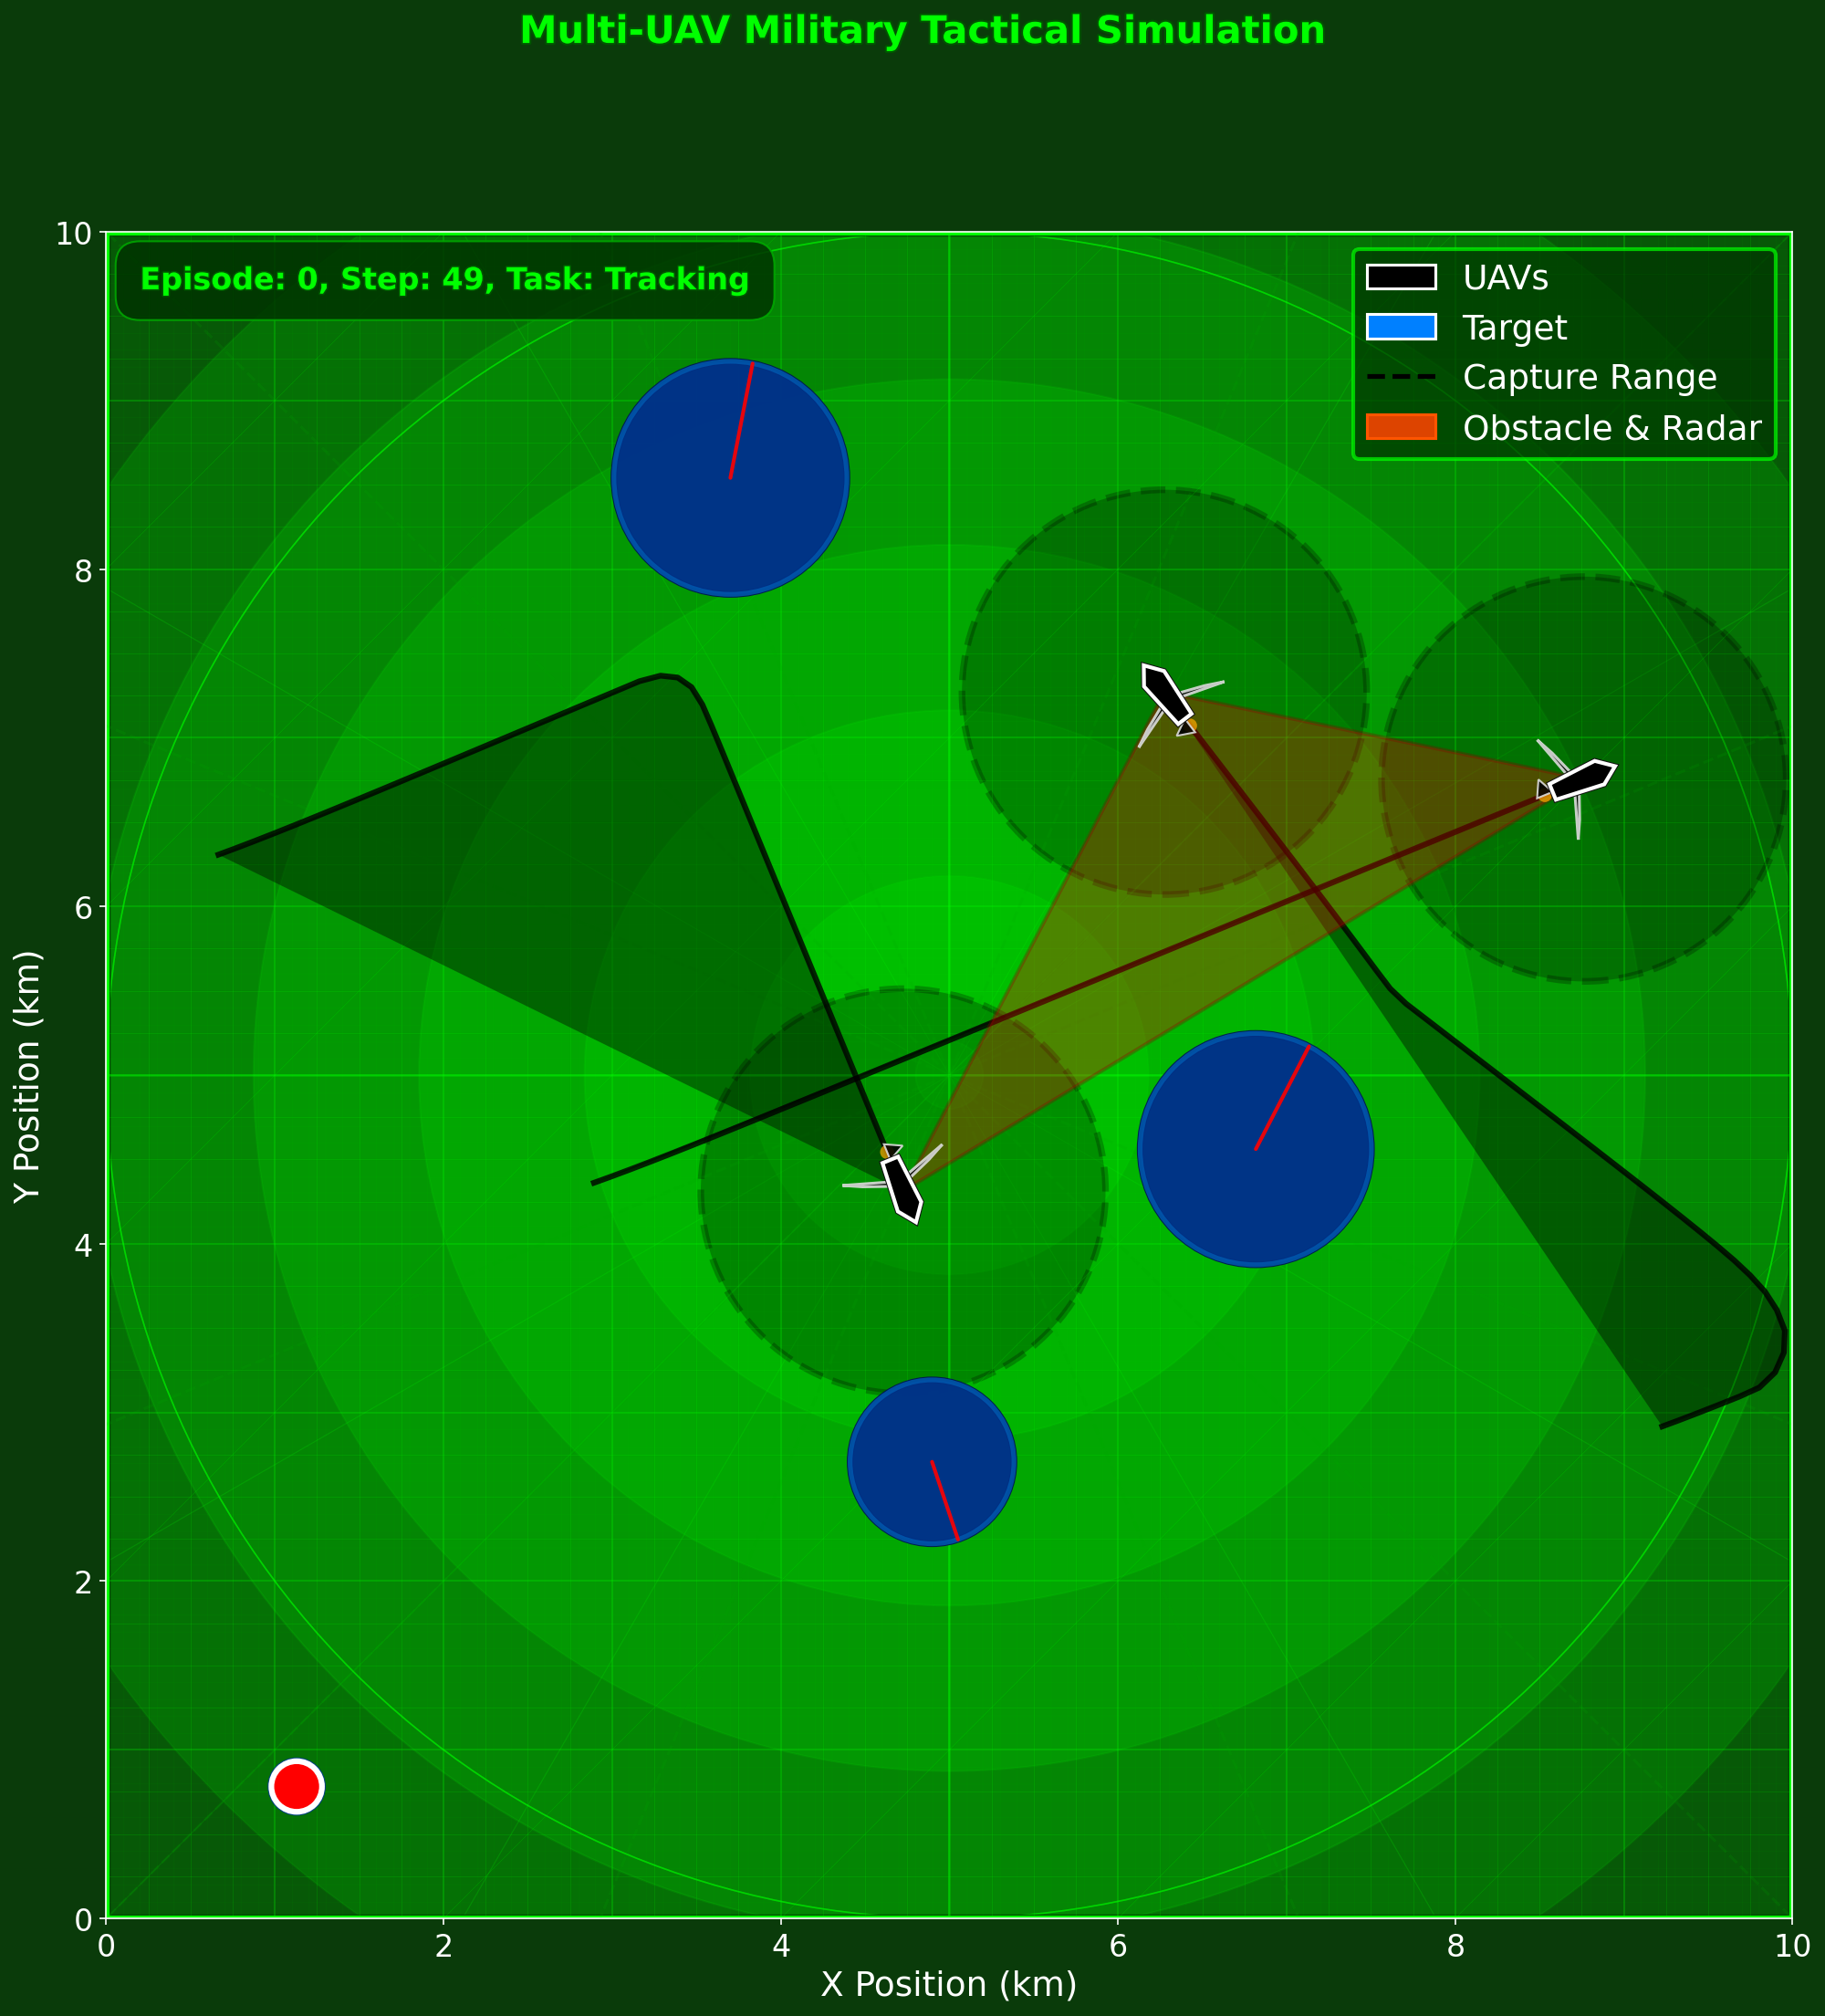 Multi-UAV Military Tactical Simulation
Episode: 0, Step: 49, Task: Tracking
UAVs
Target
Capture Range
Obstacle & Radar
10
8
6
4
2
0
Y Position (km)
0 2 4 6 8 10
X Position (km)